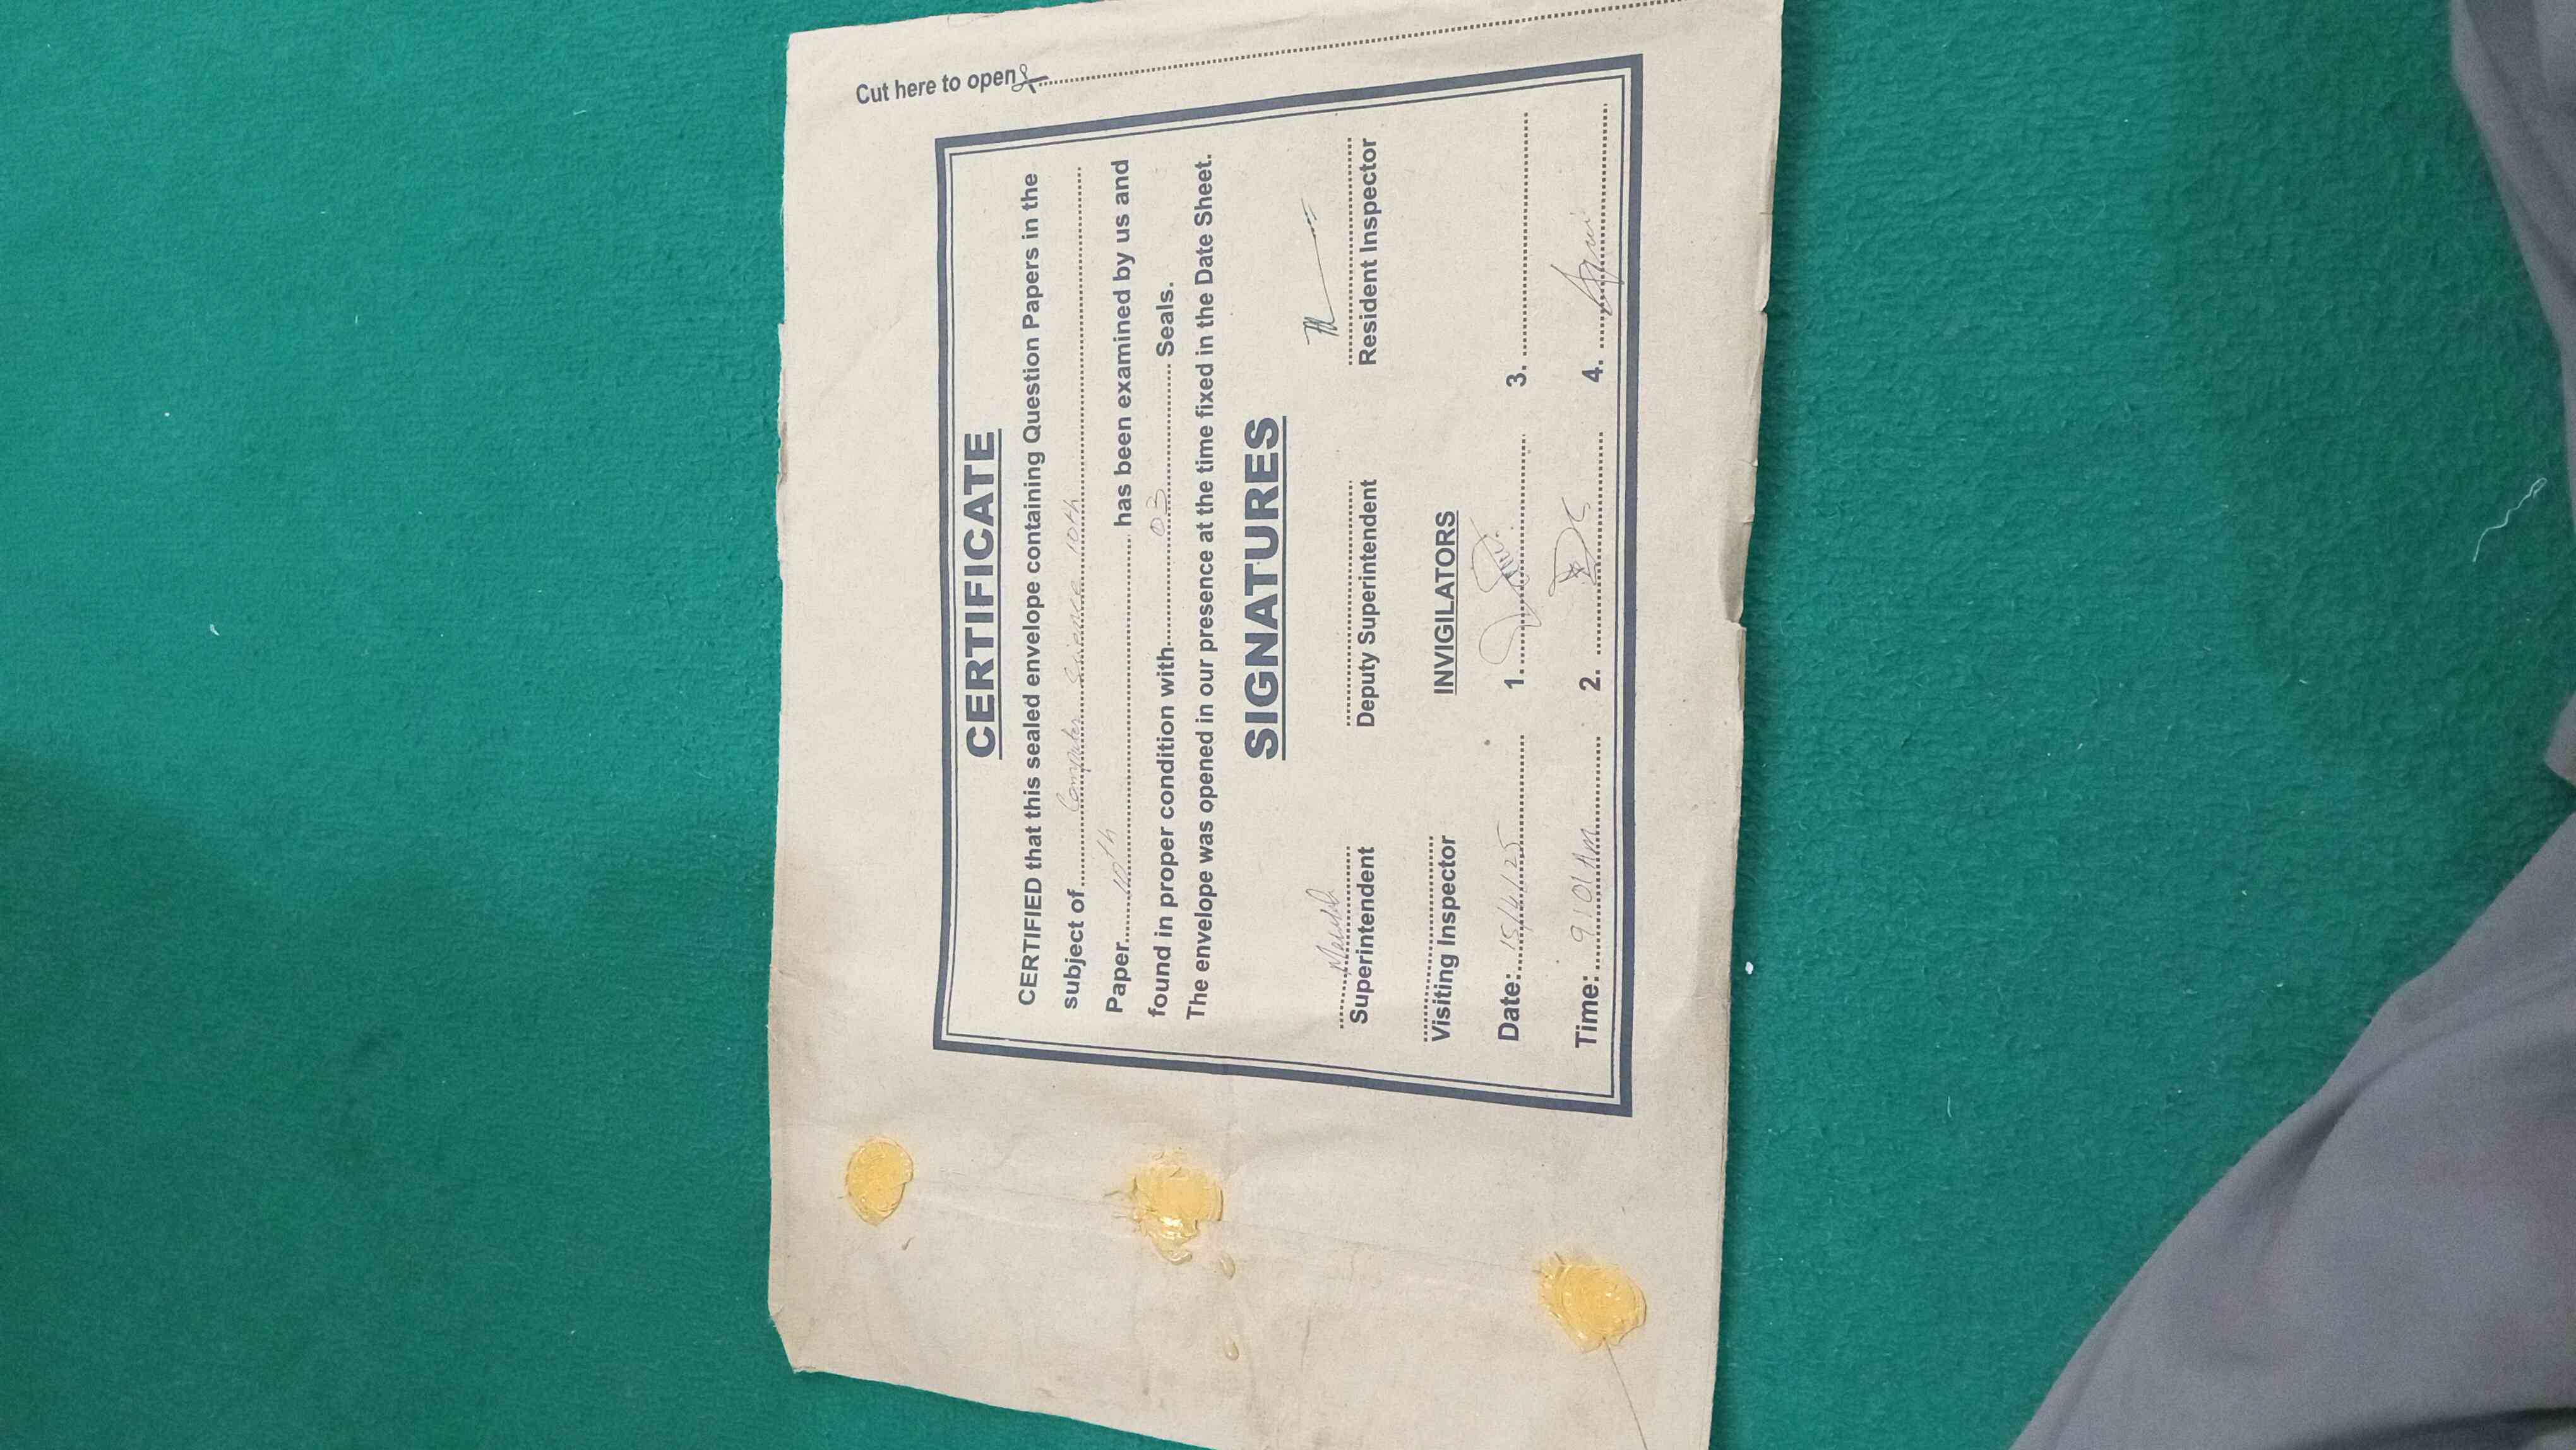 Cut here to open
CERTIFICATE
CERTIFIED that this sealed envelope containing Question Papers in the
subject of Computer Science 10th
Paper 10th has been examined by us and
found in proper condition with 03 Seals.
The envelope was opened in our presence at the time fixed in the Date Sheet.
SIGNATURES
Superintendent Deputy Superintendent Resident Inspector
Visiting Inspector INVIGILATORS
Date: 15/4/25 1. 3.
Time: 9:01 Am 2. 4.